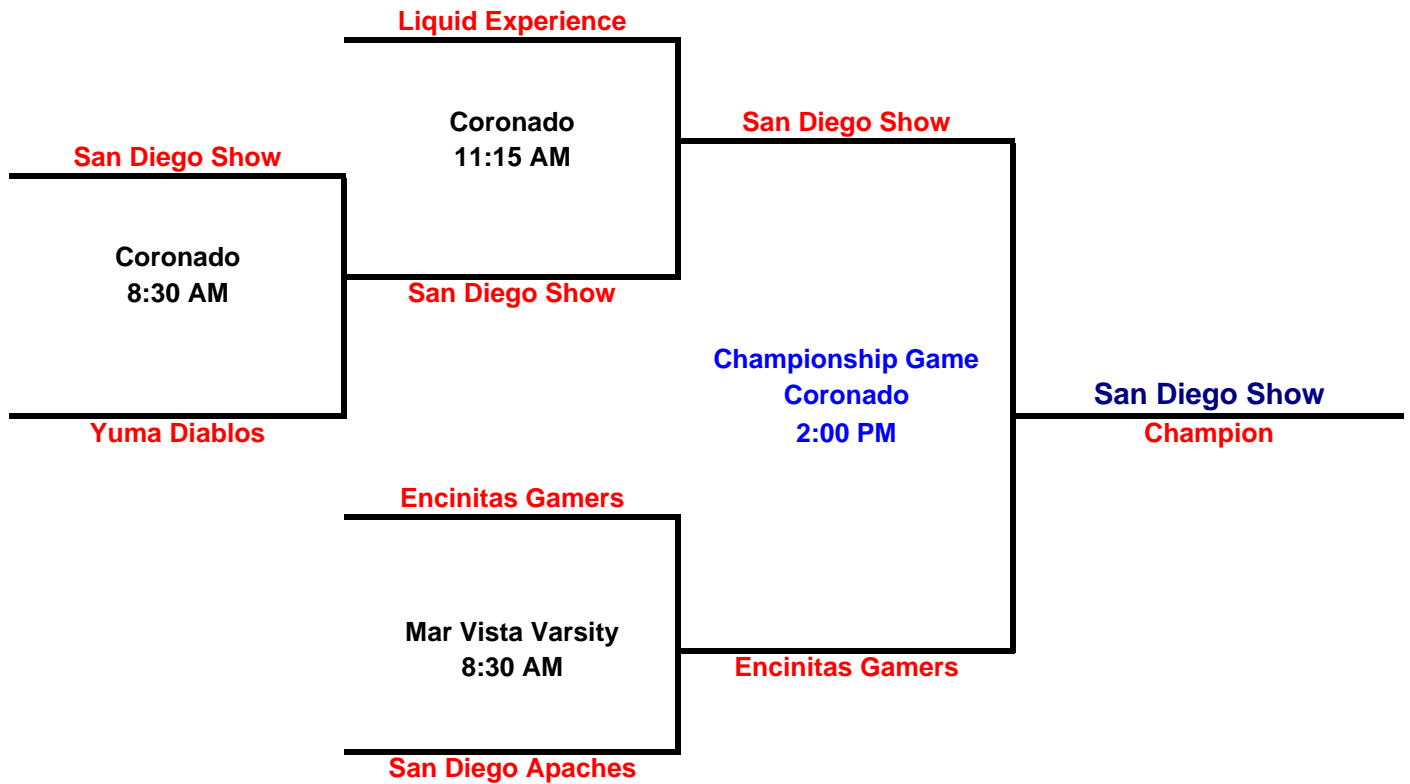 Liquid Experience
Coronado
11:15 AM
San Diego Show
San Diego Show
Coronado
8:30 AM
San Diego Show
Championship Game
Coronado
2:00 PM
San Diego Show
Champion
Yuma Diablos
Encinitas Gamers
Mar Vista Varsity
8:30 AM
Encinitas Gamers
San Diego Apaches